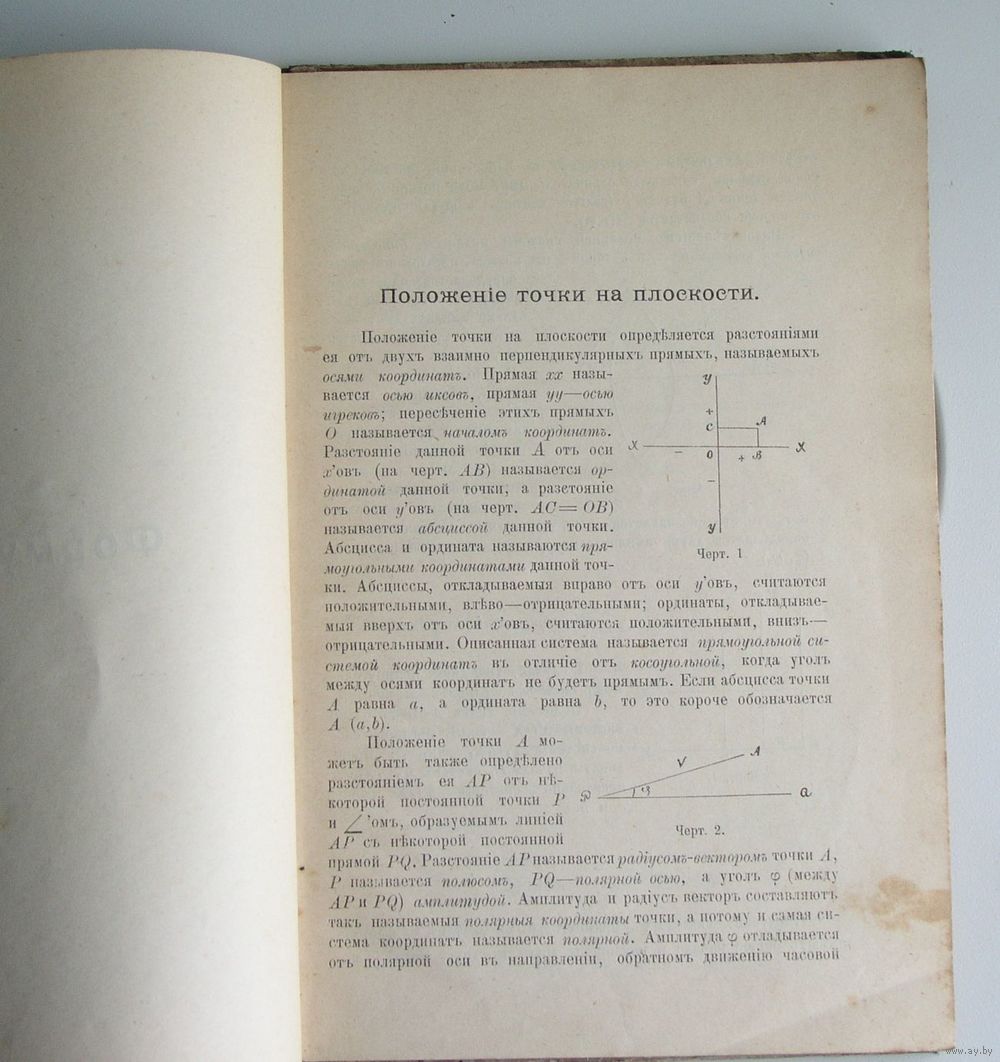 Положеніе точки на плоскости.
Положеніе точки на плоскости опредѣляется разстояніями
ея отъ двухъ взаимно перпендикулярныхъ прямыхъ, называемыхъ
осями координатъ. Прямая xx назы-
вается осью иксовъ, прямая yy—осью
игрековъ; пересѣченіе этихъ прямыхъ
O называется началомъ координатъ.
Разстояніе данной точки A отъ оси
x'овъ (на черт. AB) называется ор-
динатой данной точки, а разстояніе
отъ оси y'овъ (на черт. AC=OB)
называется абсциссой данной точки.
Абсцисса и ордината называются пря-
моугольными координатами данной точ-
y
+
C
A
X
−
O
+ B
X
−
y
Черт. 1
ки. Абсциссы, откладываемыя вправо отъ оси y'овъ, считаются
положительными, влѣво—отрицательными; ординаты, откладывае-
мыя вверхъ отъ оси x'овъ, считаются положительными, внизъ—
отрицательными. Описанная система называется прямоугольной си-
стемой координатъ въ отличіе отъ косоугольной, когда уголъ
между осями координатъ не будетъ прямымъ. Если абсцисса точки
A равна a, а ордината равна b, то это короче обозначается
A (a,b).
Положеніе точки A мо-
жетъ быть также опредѣлено
разстояніемъ ея AP отъ нѣ-
которой постоянной точки P
и ∠'омъ, образуемымъ линіей
AP съ нѣкоторой постоянной
A
V
P
φ
a
Черт. 2.
прямой PQ. Разстояніе AP называется радіусомъ-векторомъ точки A,
P называется полюсомъ, PQ—полярной осью, а уголъ φ (между
AP и PQ) амплитудой. Амплитуда и радіусъ векторъ составляютъ
такъ называемыя полярныя координаты точки, а потому и самая си-
стема координатъ называется полярной. Амплитуда φ отладывается
отъ полярной оси въ направленіи, обратномъ движенію часовой
www.ay.by